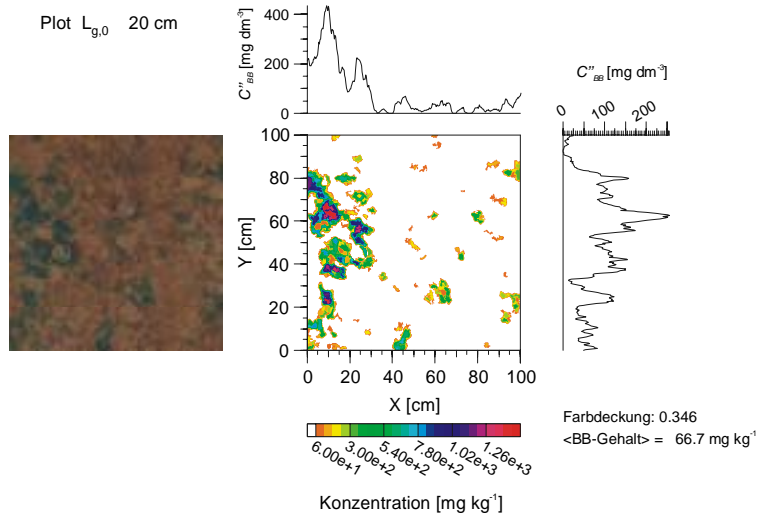 Plot L g,0 20 cm
C''BB [mg dm-3]
400
200
0
C''BB [mg dm-3]
0 100 200
Y [cm]
100
80
60
40
20
0
0 20 40 60 80 100
X [cm]
6.00e+1 3.00e+2 5.40e+2 7.80e+2 1.02e+3 1.26e+3
Konzentration [mg kg-1]
Farbdeckung: 0.346
<BB-Gehalt> = 66.7 mg kg-1